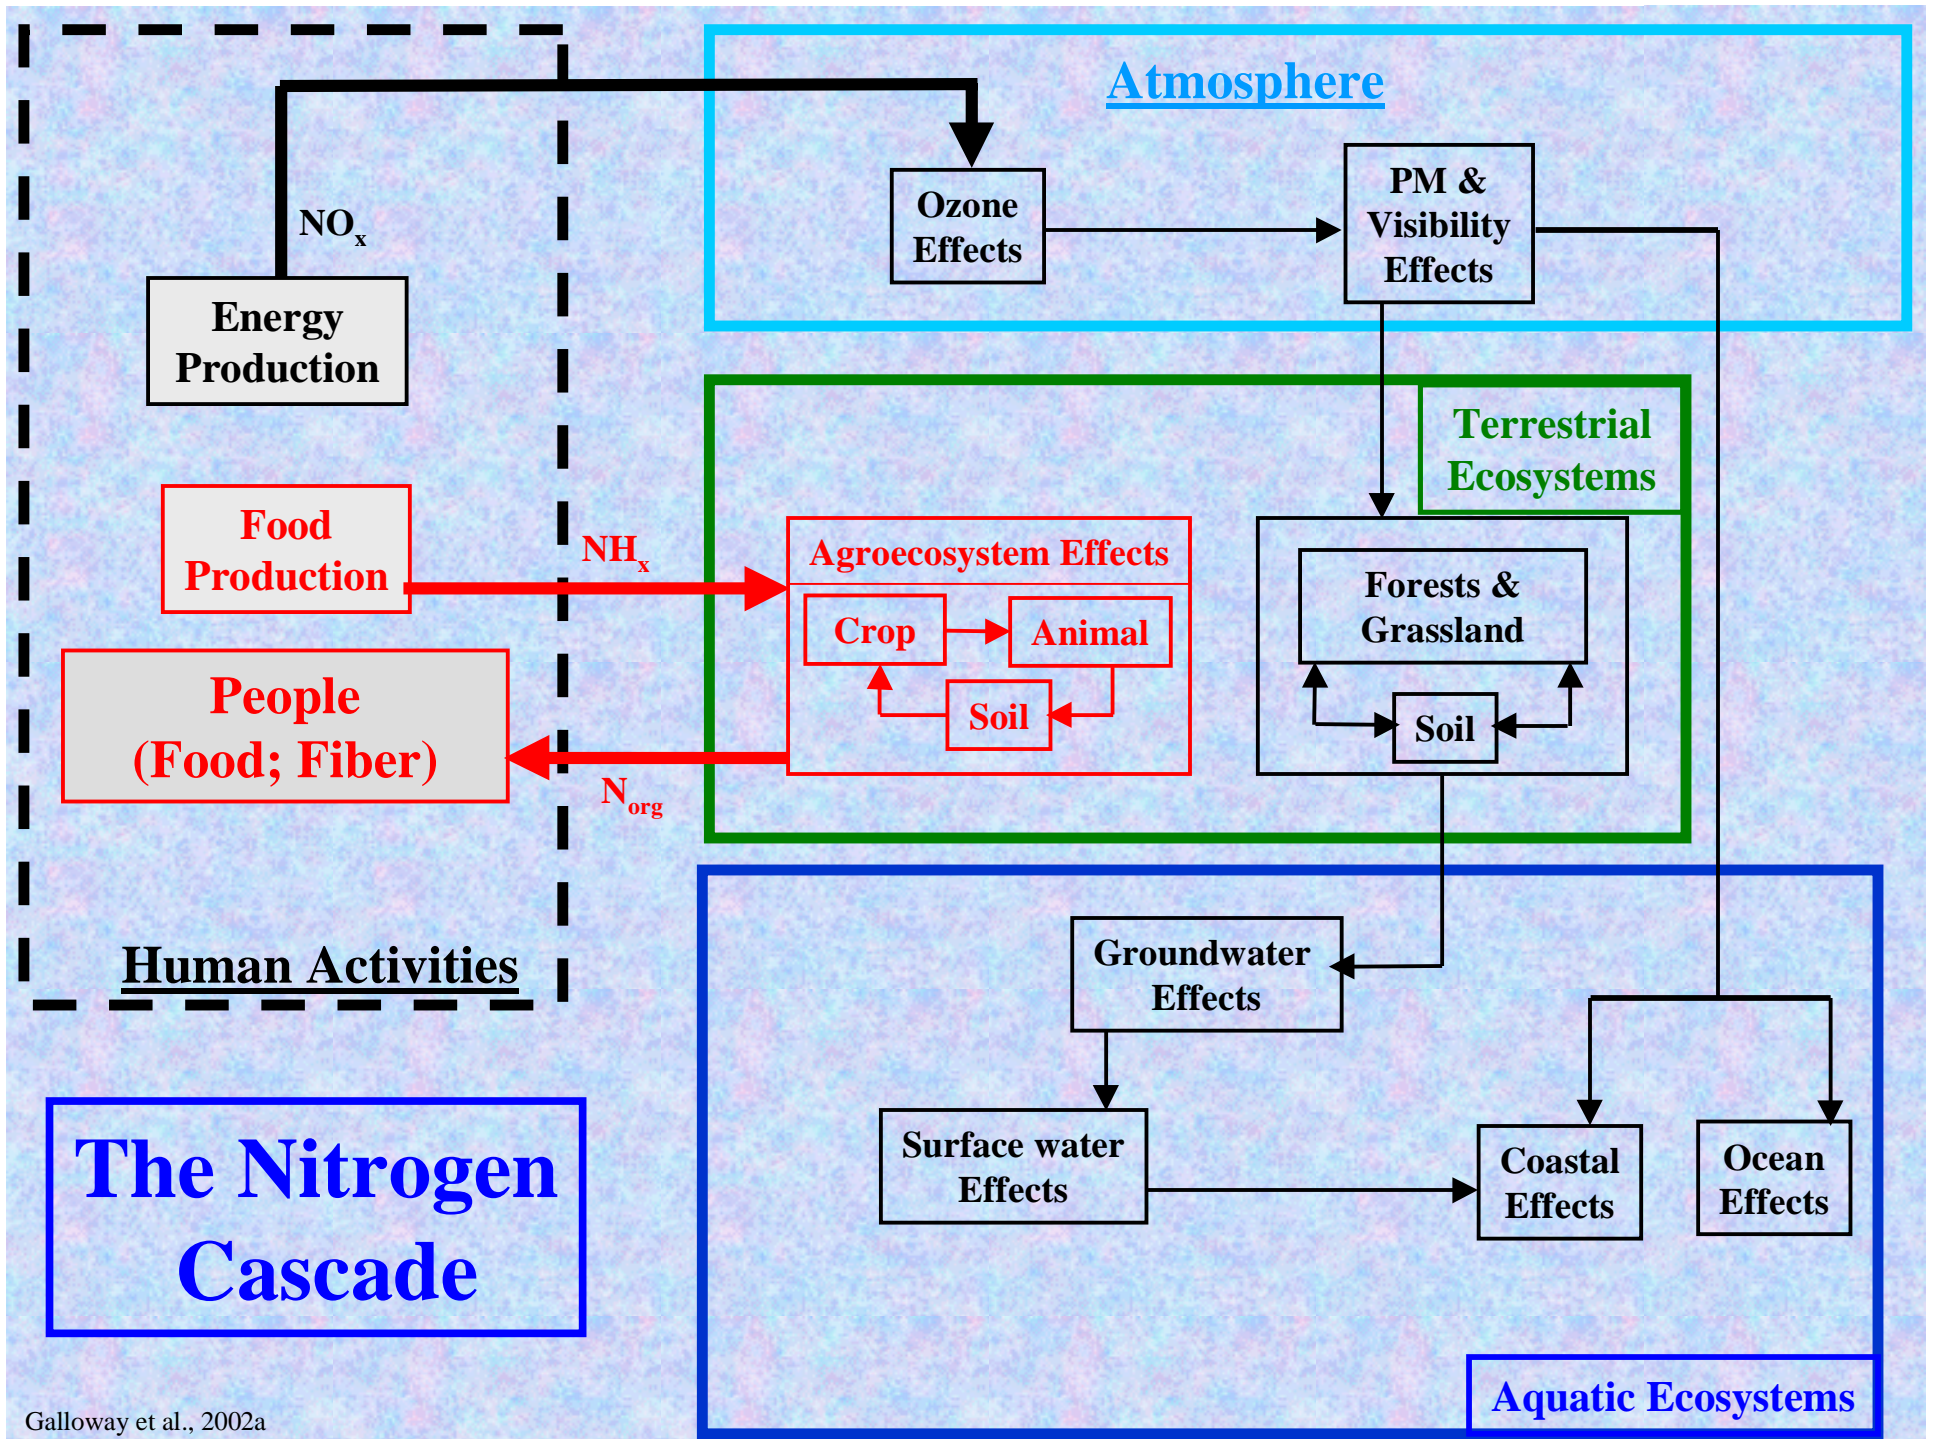 Atmosphere
NOx
Ozone
Effects
PM &
Visibility
Effects
Energy
Production
Terrestrial
Ecosystems
Food
Production
NHx
Agroecosystem Effects
Crop
Animal
Soil
Forests &
Grassland
Soil
People
(Food; Fiber)
Norg
Human Activities
Groundwater
Effects
Surface water
Effects
Coastal
Effects
Ocean
Effects
The Nitrogen
Cascade
Aquatic Ecosystems
Galloway et al., 2002a